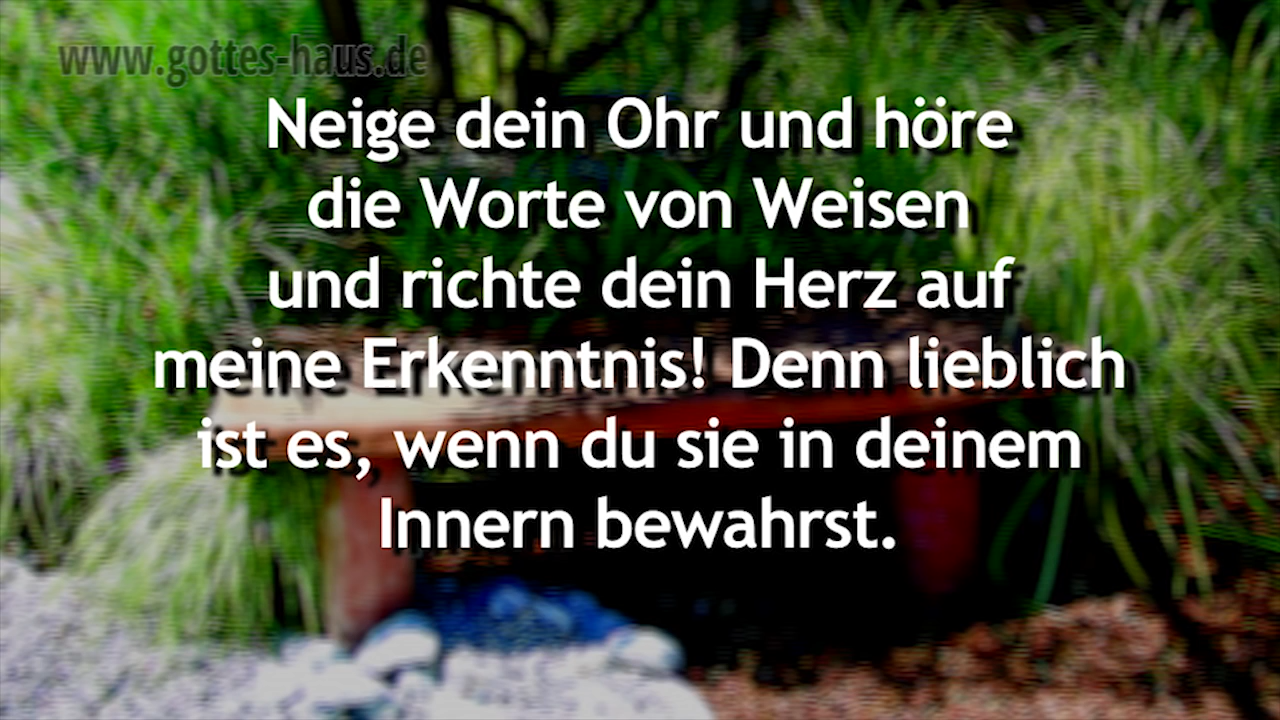 www.gottes-haus.de
Neige dein Ohr und höre
die Worte von Weisen
und richte dein Herz auf
meine Erkenntnis! Denn lieblich
ist es, wenn du sie in deinem
Innern bewahrst.